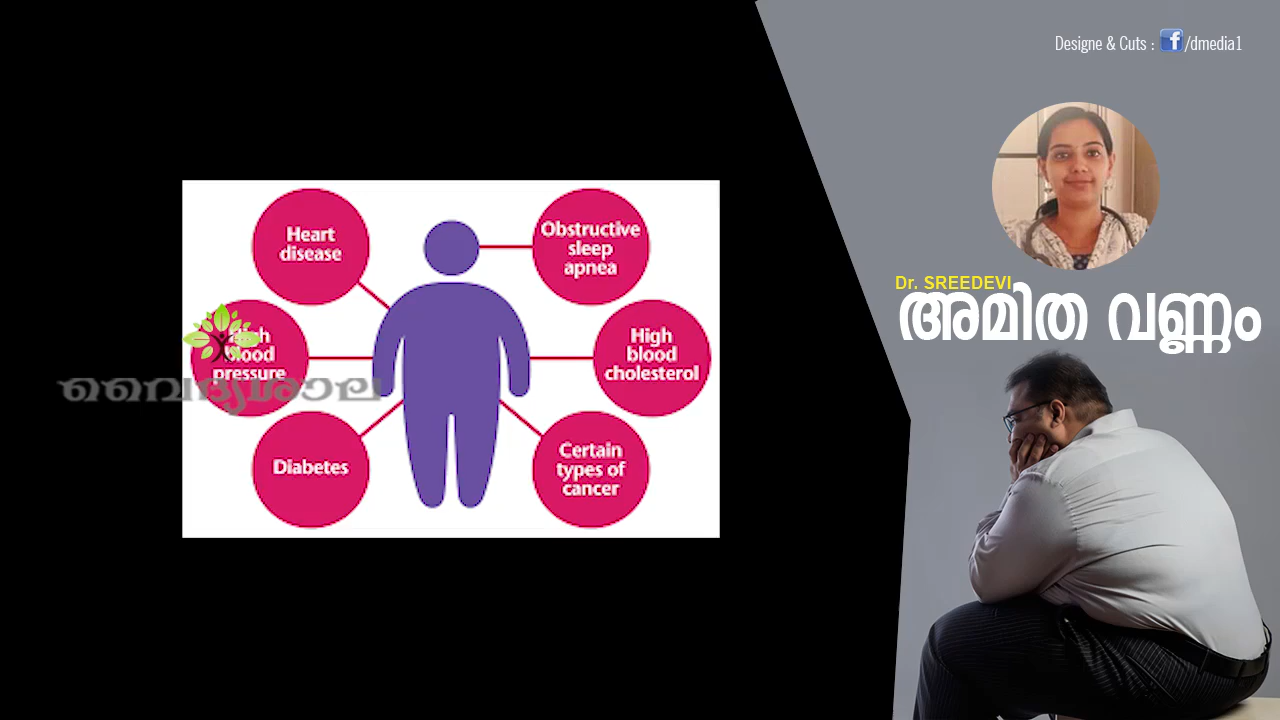 Designe & Cuts : f/dmedia1
Dr. SREEDEVI
അമിത വണ്ണം
Heart
disease
Obstructive
sleep
apnea
High
blood
pressure
High
blood
cholesterol
വൈദ്യശാല
Diabetes
Certain
types of
cancer